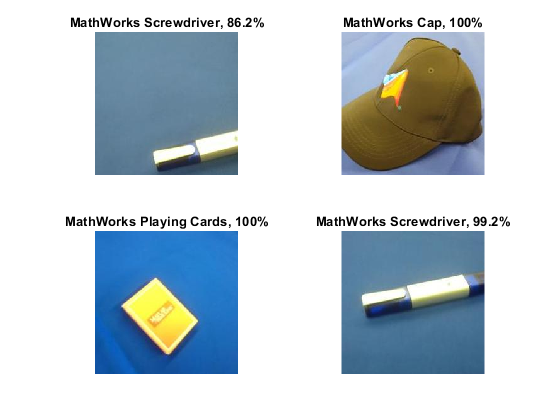 MathWorks Screwdriver, 86.2%
MathWorks Cap, 100%
MathWorks Playing Cards, 100%
MathWorks Screwdriver, 99.2%